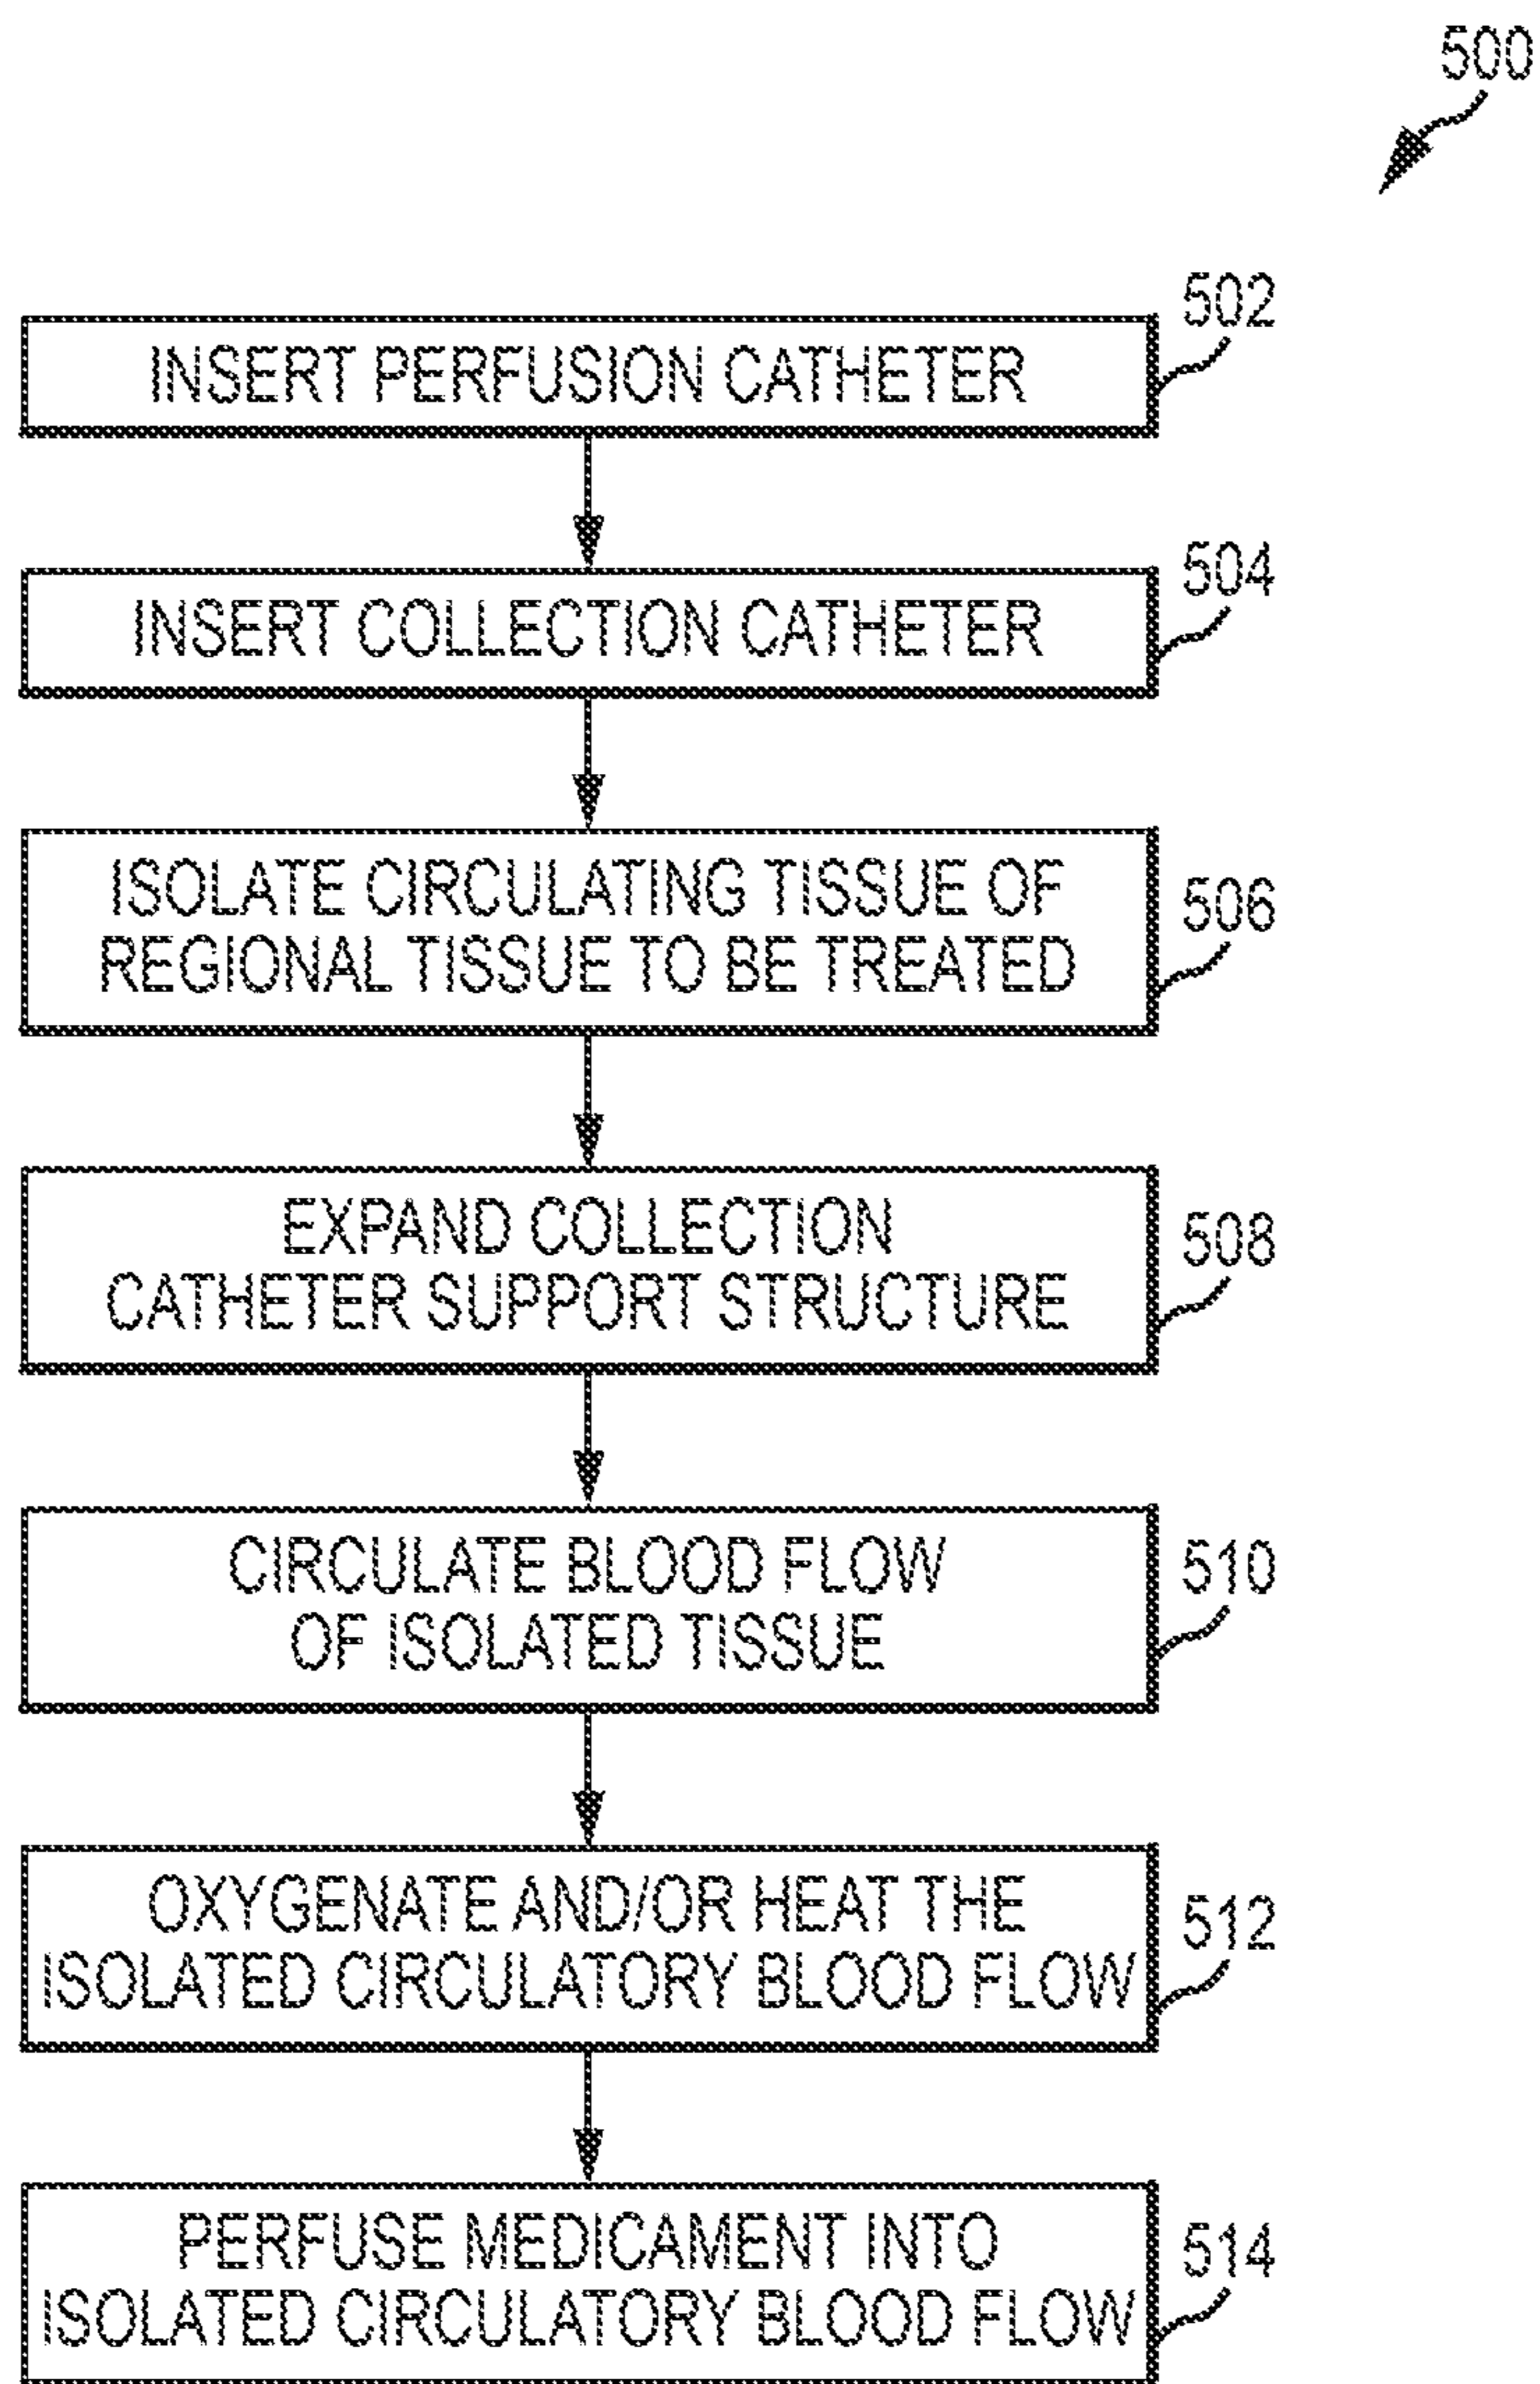 500
502
INSERT PERFUSION CATHETER
504
INSERT COLLECTION CATHETER
506
ISOLATE CIRCULATING TISSUE OF
REGIONAL TISSUE TO BE TREATED
508
EXPAND COLLECTION
CATHETER SUPPORT STRUCTURE
510
CIRCULATE BLOOD FLOW
OF ISOLATED TISSUE
512
OXYGENATE AND/OR HEAT THE
ISOLATED CIRCULATORY BLOOD FLOW
514
PERFUSE MEDICAMENT INTO
ISOLATED CIRCULATORY BLOOD FLOW